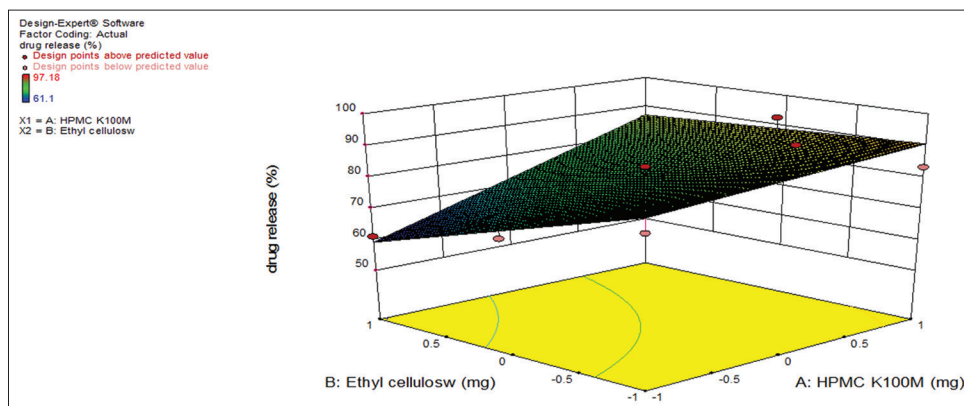 Design-Expert® Software
Factor Coding: Actual
drug release (%)
Design points above predicted value
Design points below predicted value
97.18
61.1
X1 = A: HPMC K100M
X2 = B: Ethyl cellulosw
drug release (%)
100
90
80
70
60
50
1
0.5
0
-0.5
-1
-1
-0.5
0
0.5
1
B: Ethyl cellulosw (mg)
A: HPMC K100M (mg)